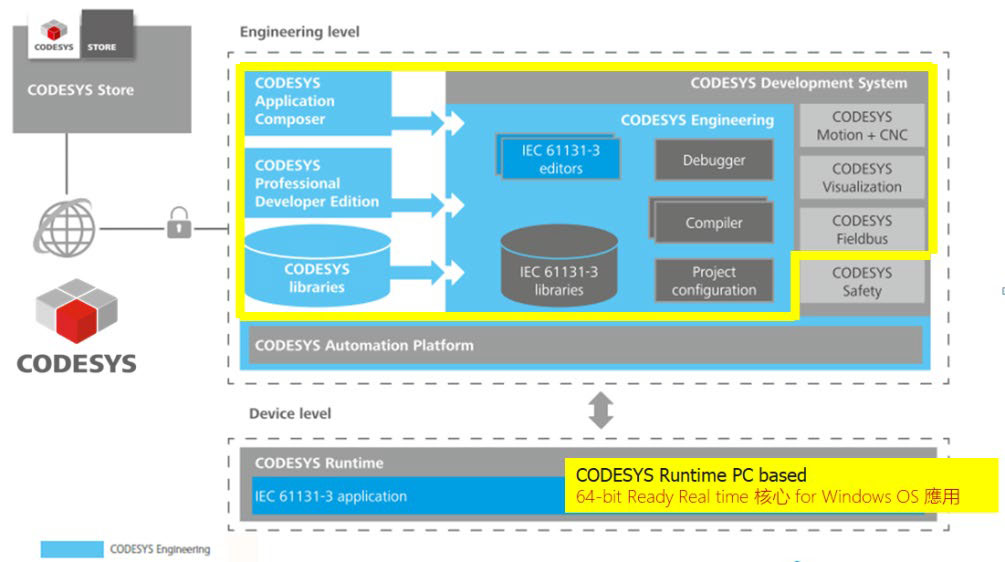 CODESYS
STORE
CODESYS Store
Engineering level
CODESYS
Application
Composer
CODESYS
Professional
Developer Edition
CODESYS
libraries
CODESYS Development System
CODESYS Engineering
IEC 61131-3
editors
IEC 61131-3
libraries
Debugger
Compiler
Project
configuration
CODESYS
Motion + CNC
CODESYS
Visualization
CODESYS
Fieldbus
CODESYS
Safety
CODESYS Automation Platform
CODESYS
Device level
CODESYS Runtime
IEC 61131-3 application
CODESYS Runtime PC based
64-bit Ready Real time 核心 for Windows OS 應用
CODESYS Engineering